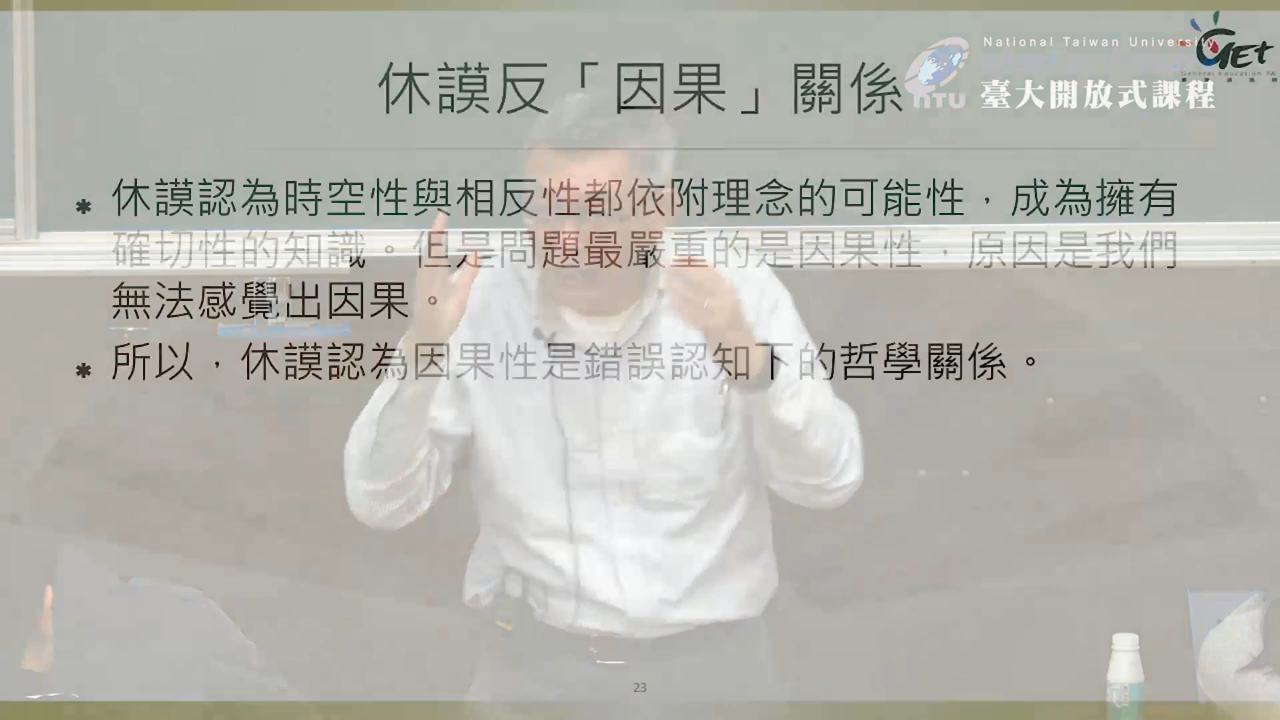 National Taiwan University
GEt
General Education
NTU 臺大開放式課程
休謨反「因果」關係
* 休謨認為時空性與相反性都依附理念的可能性，成為擁有
確切性的知識。但是問題最嚴重的是因果性，原因是我們
無法感覺出因果。
* 所以，休謨認為因果性是錯誤認知下的哲學關係。
23